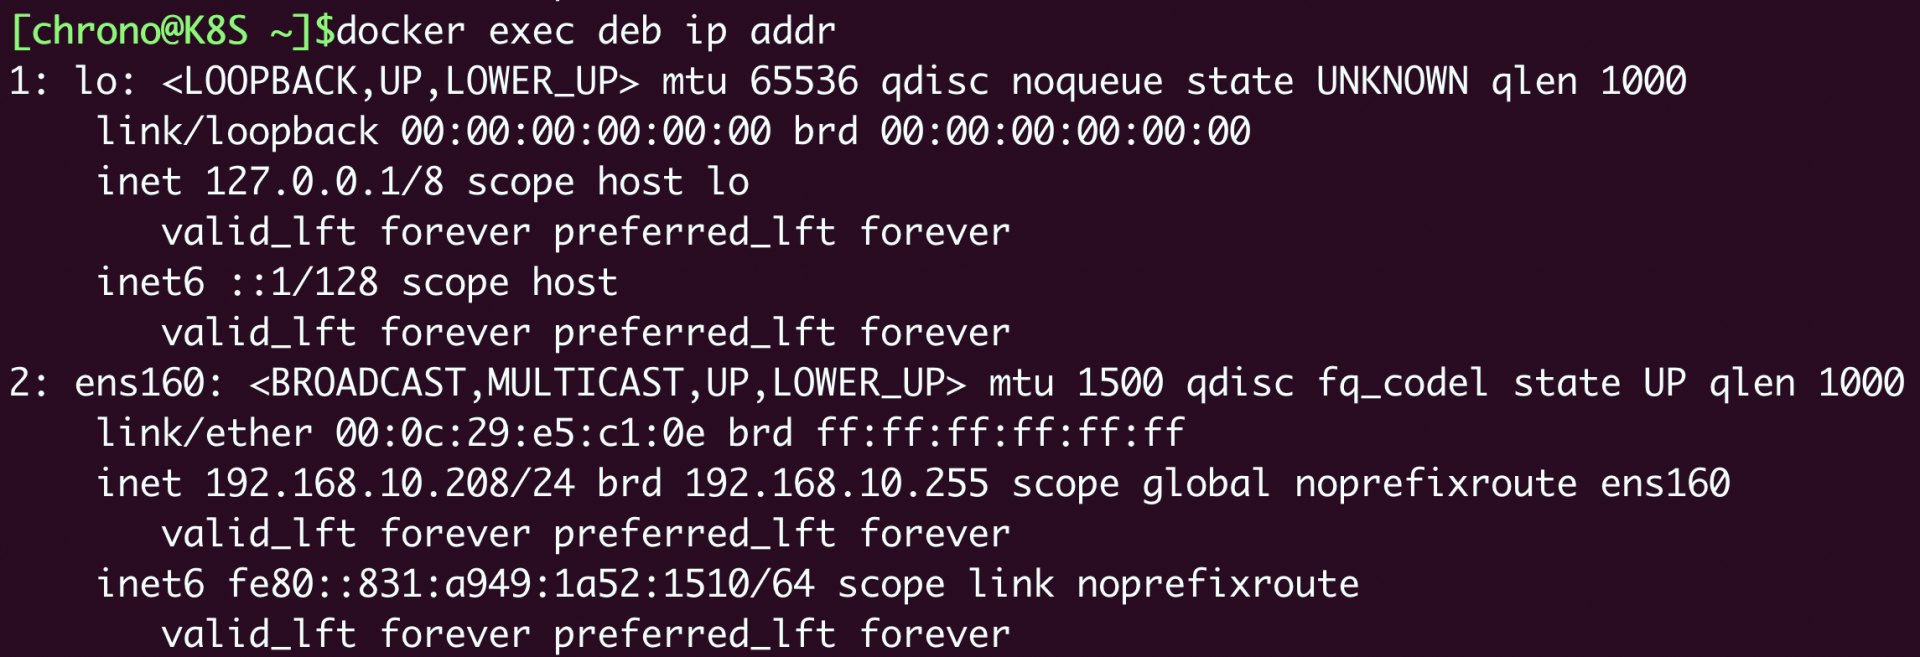 [chrono@K8S ~]$docker exec deb ip addr
1: lo: <LOOPBACK,UP,LOWER_UP> mtu 65536 qdisc noqueue state UNKNOWN qlen 1000
    link/loopback 00:00:00:00:00:00 brd 00:00:00:00:00:00
    inet 127.0.0.1/8 scope host lo
       valid_lft forever preferred_lft forever
    inet6 ::1/128 scope host
       valid_lft forever preferred_lft forever
2: ens160: <BROADCAST,MULTICAST,UP,LOWER_UP> mtu 1500 qdisc fq_codel state UP qlen 1000
    link/ether 00:0c:29:e5:c1:0e brd ff:ff:ff:ff:ff:ff
    inet 192.168.10.208/24 brd 192.168.10.255 scope global noprefixroute ens160
       valid_lft forever preferred_lft forever
    inet6 fe80::831:a949:1a52:1510/64 scope link noprefixroute
       valid_lft forever preferred_lft forever